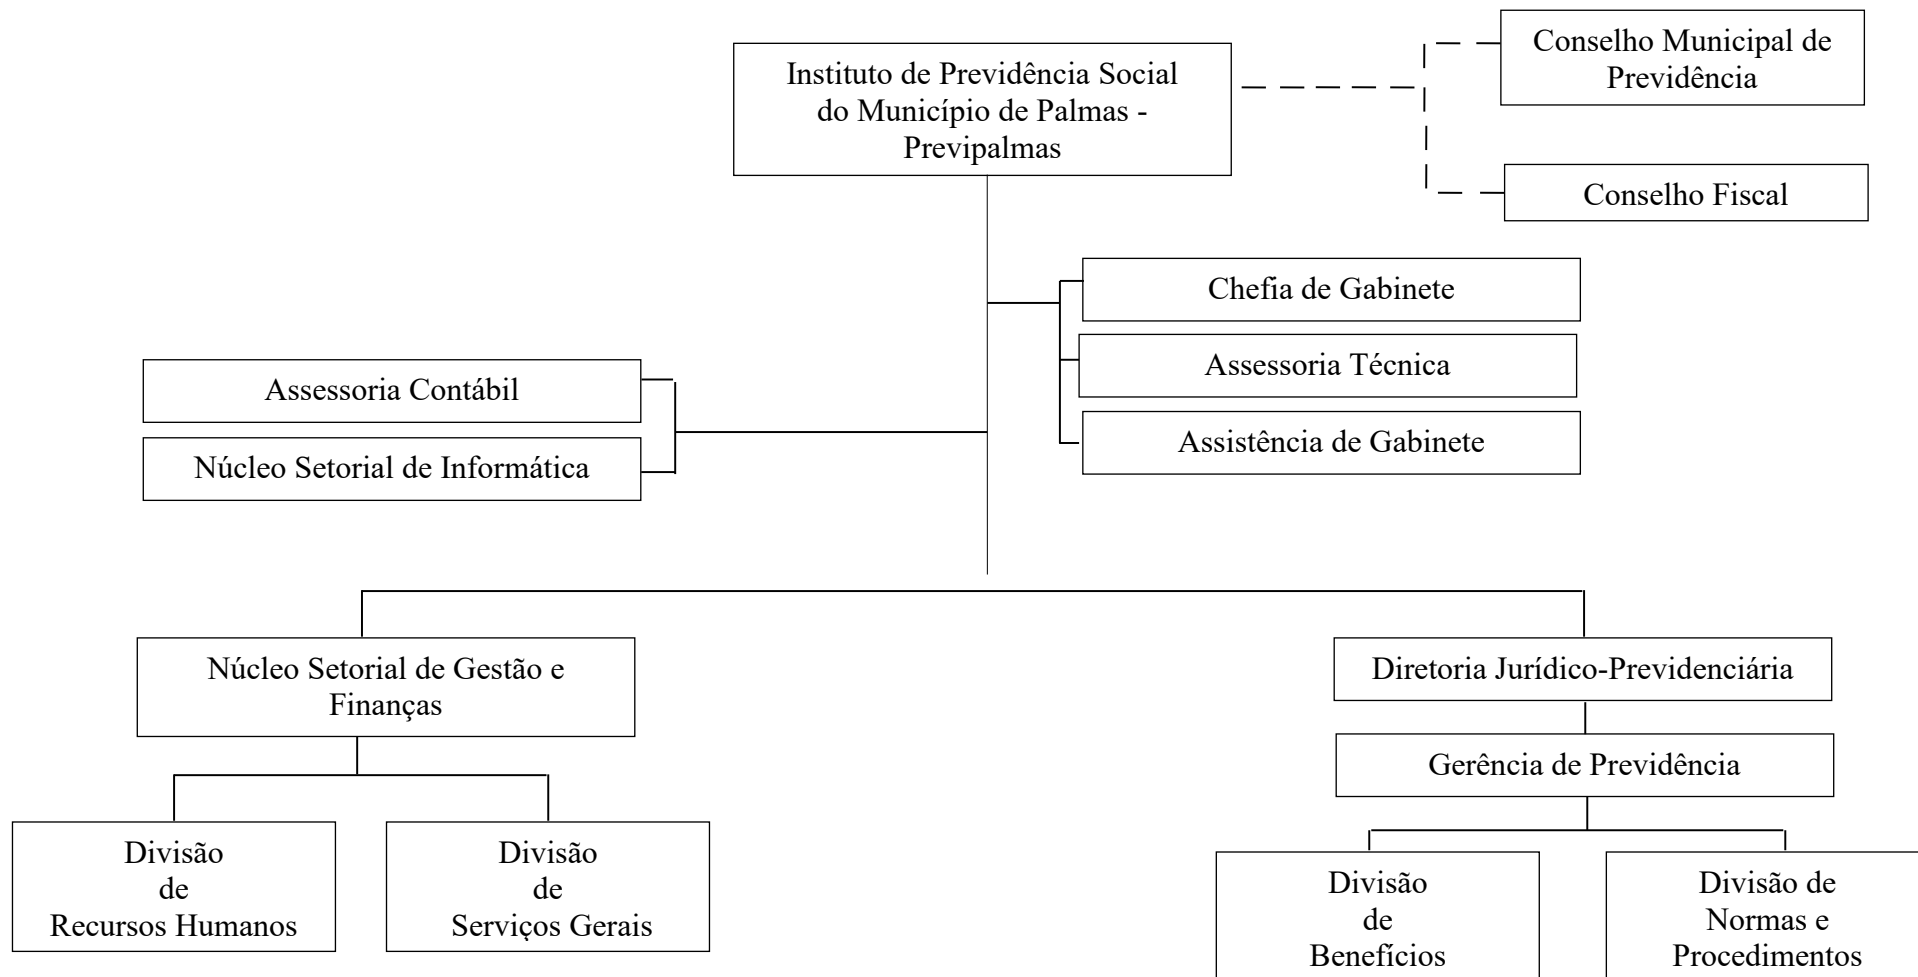 Instituto de Previdência Social
do Município de Palmas -
Previpalmas
Conselho Municipal de
Previdência
Conselho Fiscal
Chefia de Gabinete
Assessoria Técnica
Assistência de Gabinete
Assessoria Contábil
Núcleo Setorial de Informática
Núcleo Setorial de Gestão e
Finanças
Diretoria Jurídico-Previdenciária
Gerência de Previdência
Divisão
de
Recursos Humanos
Divisão
de
Serviços Gerais
Divisão
de
Benefícios
Divisão de
Normas e
Procedimentos